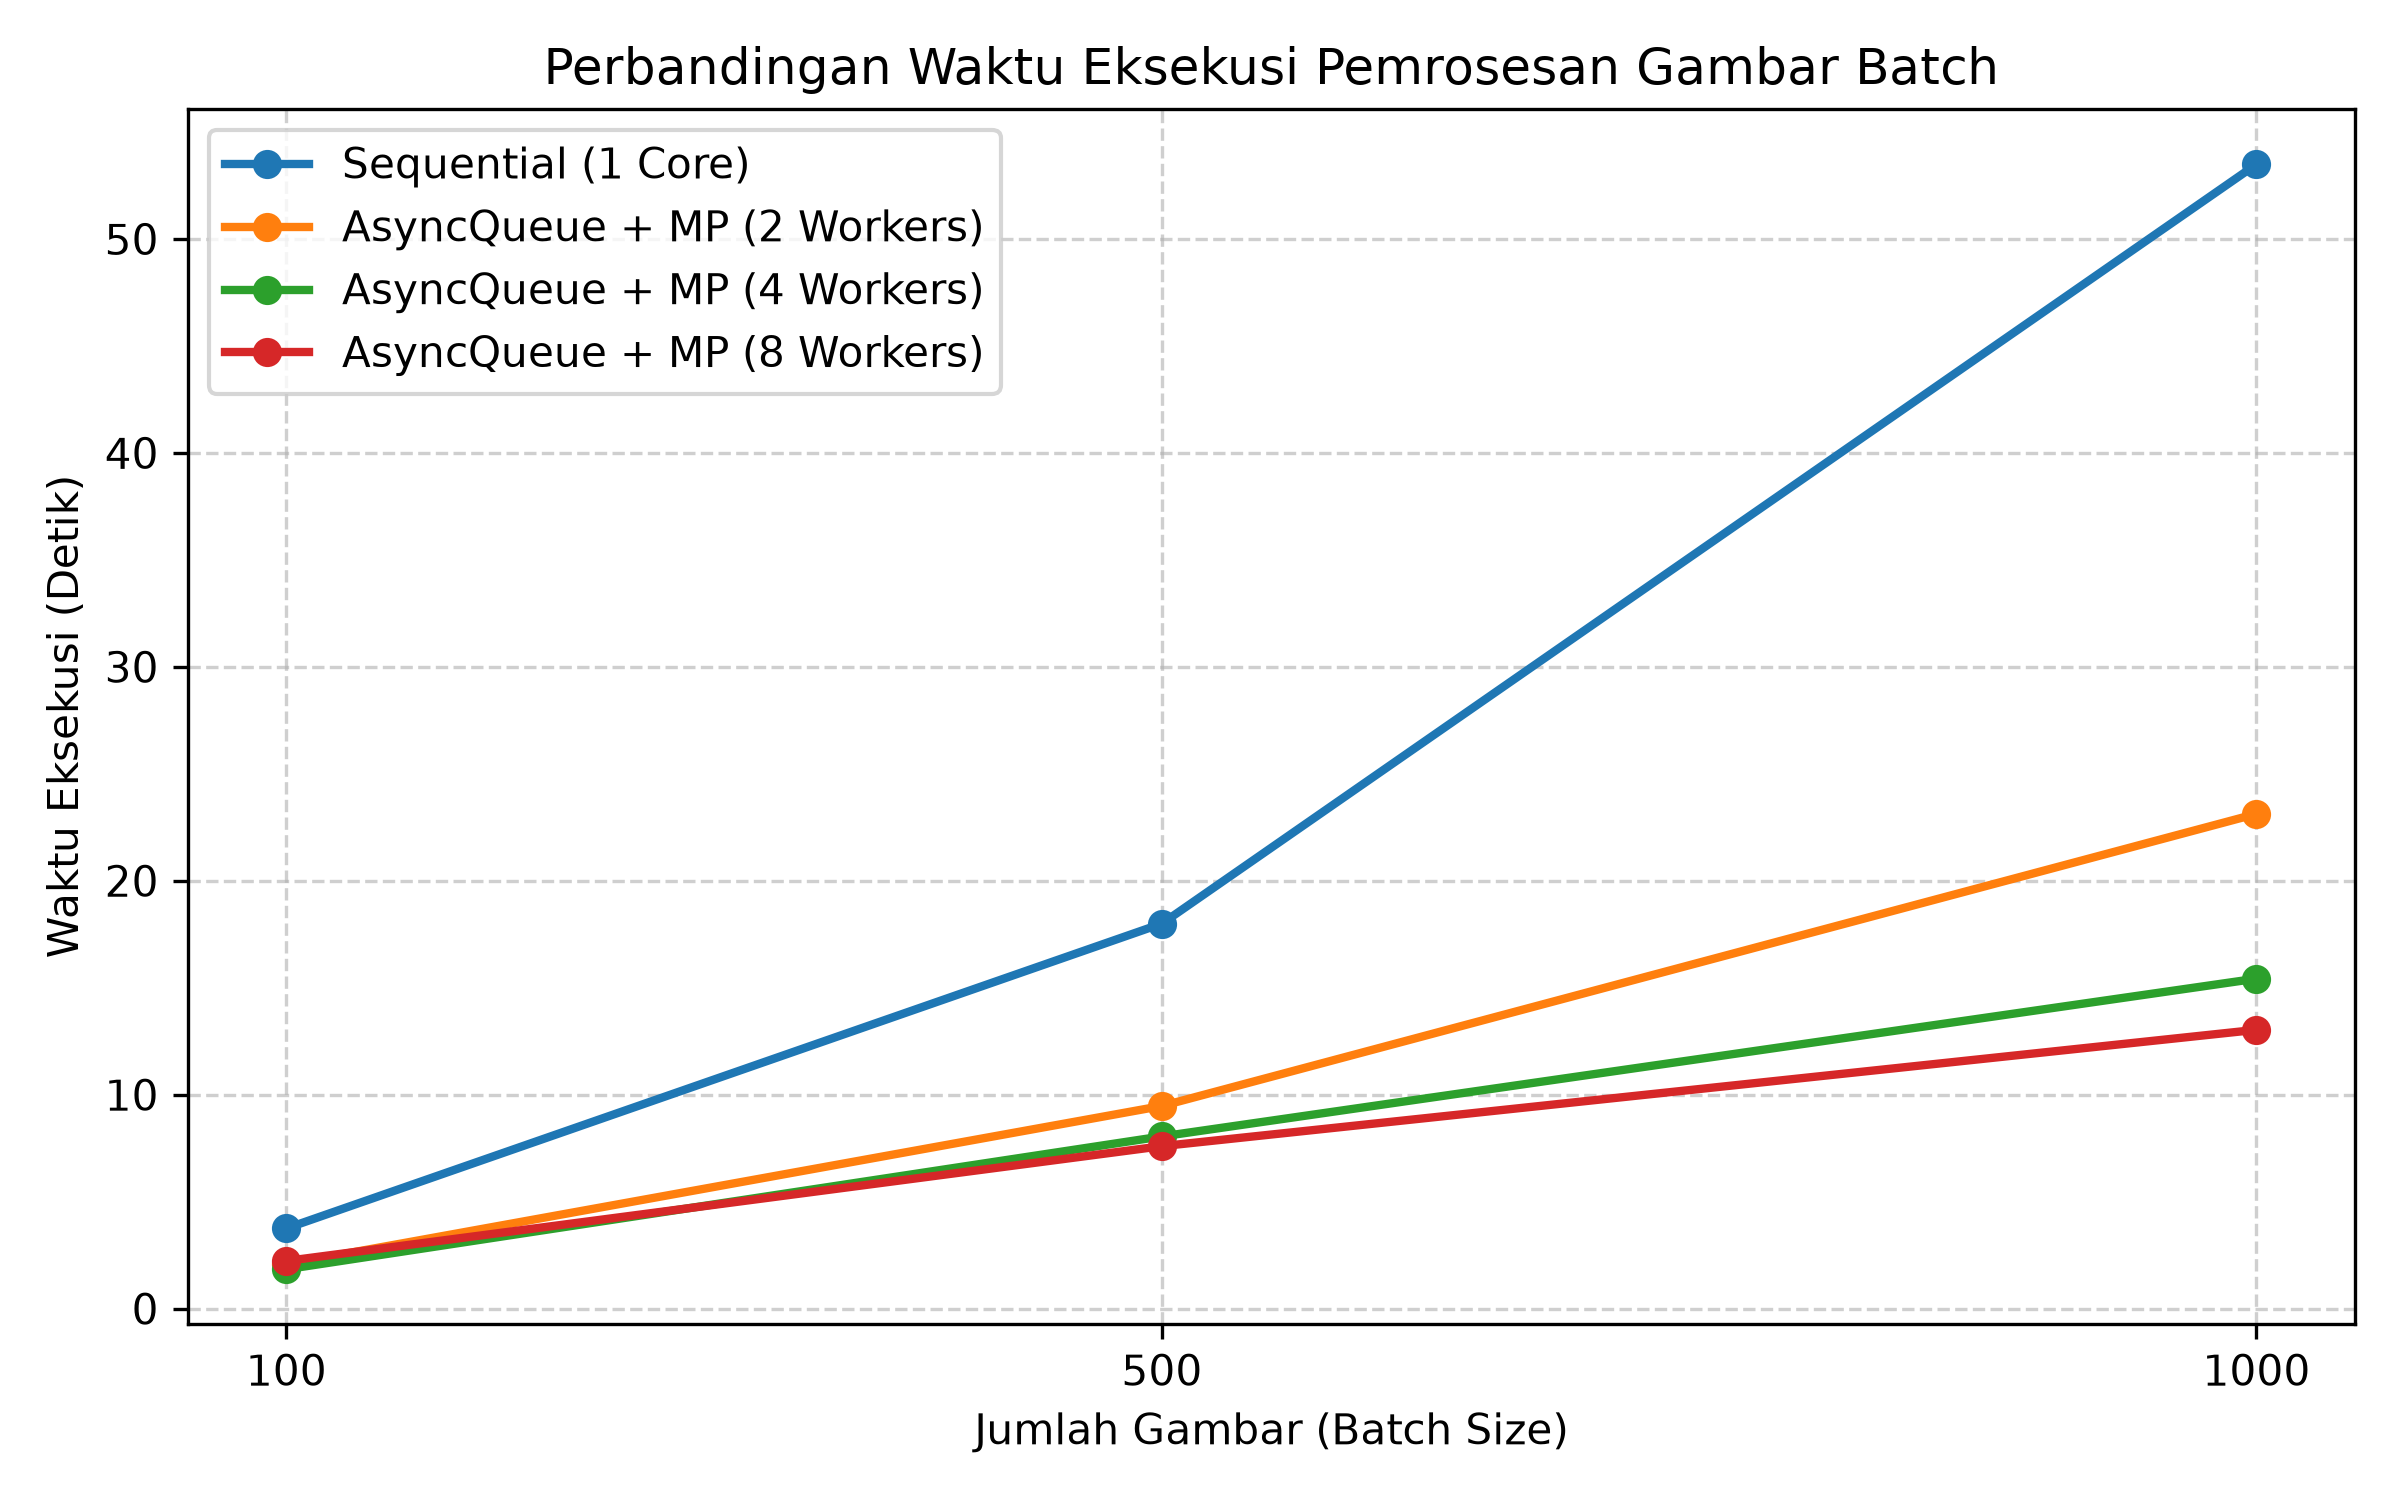 Perbandingan Waktu Eksekusi Pemrosesan Gambar Batch
Sequential (1 Core)
AsyncQueue + MP (2 Workers)
AsyncQueue + MP (4 Workers)
AsyncQueue + MP (8 Workers)
Waktu Eksekusi (Detik)
50
40
30
20
10
0
100 500 1000
Jumlah Gambar (Batch Size)